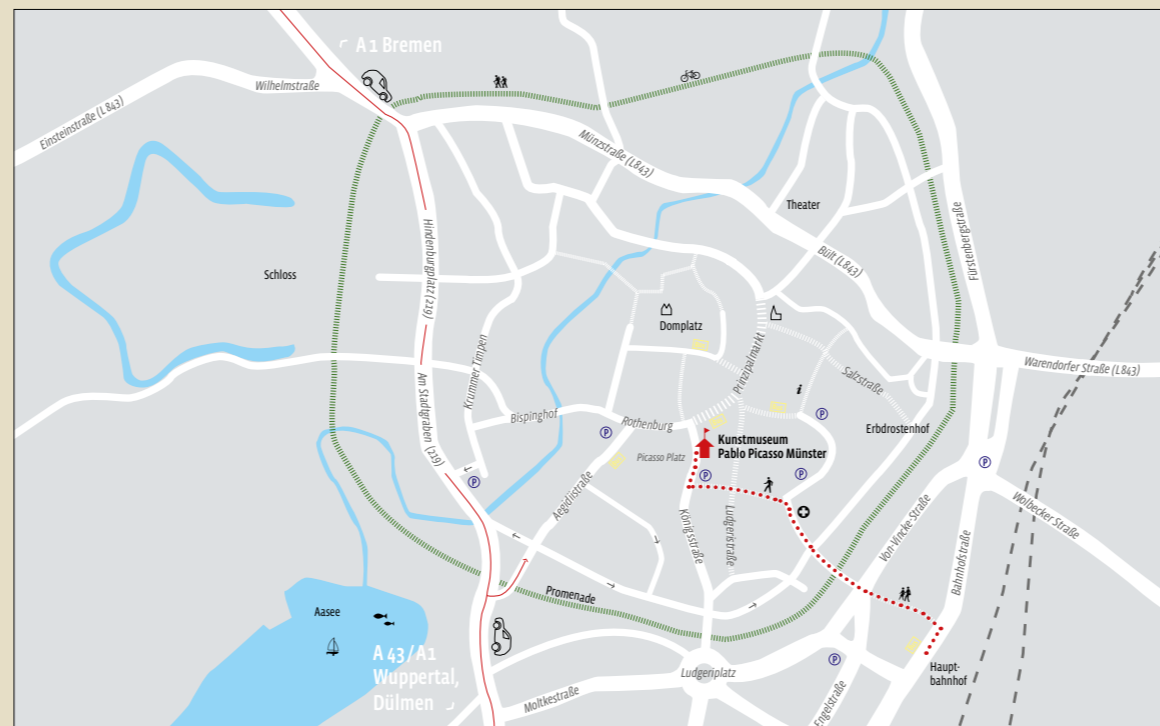 A 1 Bremen
Wilhelmstraße
Einsteinstraße (L843)
Münzstraße (L843)
Theater
Fürstenbergstraße
Hindenburgplatz (219)
Schloss
Bült (L843)
Domplatz
Prinzipalmarkt
Warendorfer Straße (L843)
Salzstraße
i
Krummer Timpen
Am Stadtgraben (219)
Bispinghof
Rothenburg
P
P
Erbdrostenhof
Kunstmuseum
Pablo Picasso Münster
Picasso Platz
P
P
P
P
Aegidiistraße
Königsstraße
Ludgeristraße
Von-Vincke-Straße
Wolbecker Straße
Bahnhofstraße
Promenade
Aasee
A 43/A1
Wuppertal,
Dülmen
Ludgeriplatz
P
Haupt-
bahnhof
Moltkestraße
Engelstraße